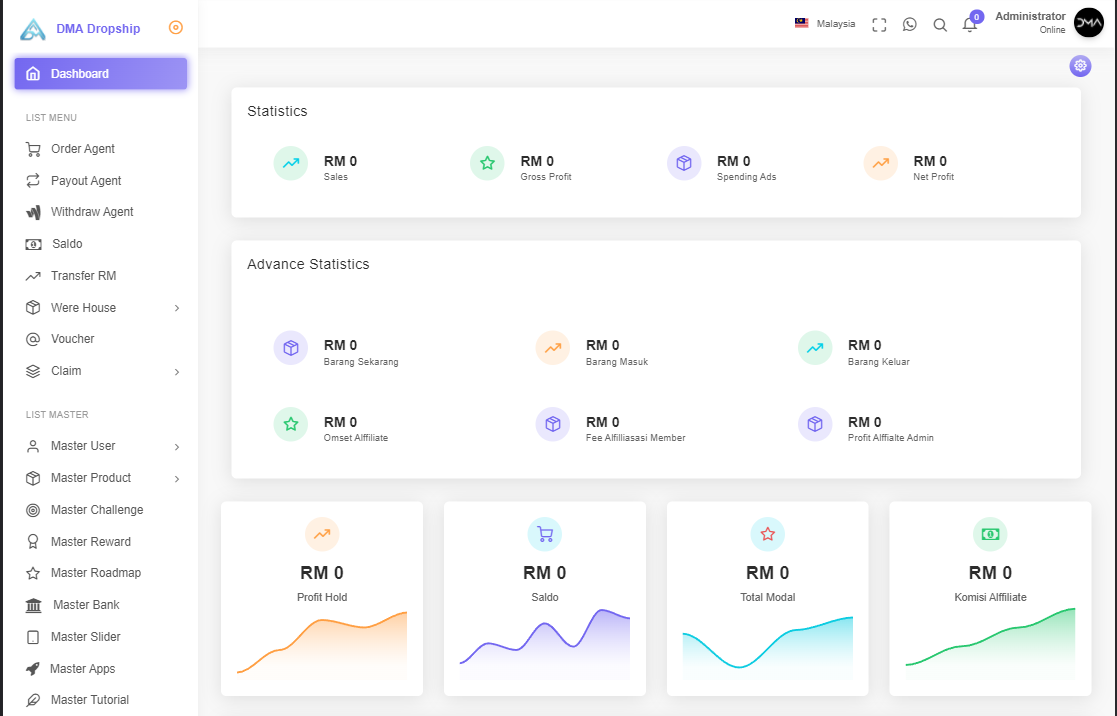 DMA Dropship
Malaysia
0
Administrator
Online
DMA
Dashboard
LIST MENU
Order Agent
Payout Agent
Withdraw Agent
Saldo
Transfer RM
Were House
Voucher
Claim
LIST MASTER
Master User
Master Product
Master Challenge
Master Reward
Master Roadmap
Master Bank
Master Slider
Master Apps
Master Tutorial
Statistics
RM 0
Sales
RM 0
Gross Profit
RM 0
Spending Ads
RM 0
Net Profit
Advance Statistics
RM 0
Barang Sekarang
RM 0
Barang Masuk
RM 0
Barang Keluar
RM 0
Omset Alffiliate
RM 0
Fee Alfilliasasi Member
RM 0
Profit Alffialte Admin
RM 0
Profit Hold
RM 0
Saldo
RM 0
Total Modal
RM 0
Komisi Alffiliate